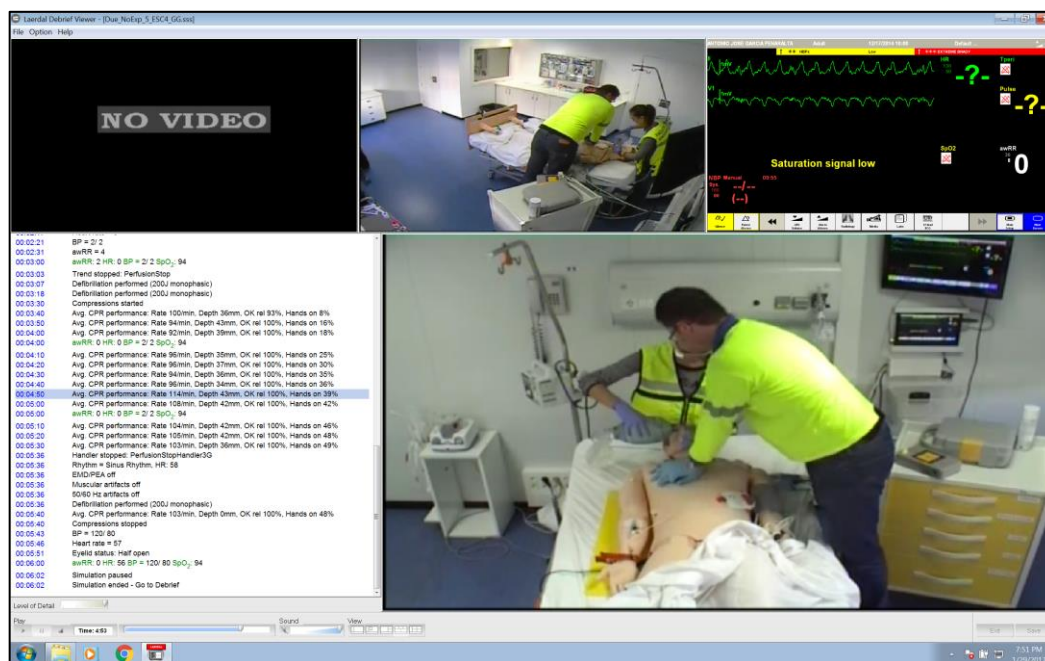 Laerdal Debrief Viewer - [Due_NoExp_5_ESC4_GG.sss]
File Option Help
NO VIDEO
ANTONIO JOSE GARCIA Adult 12/17/2014 Default
HR
-?-
Tperi
V1
Pulse
-?-
SpO2
awRR
0
Saturation signal low
NIBP Manual
--/--
(--)
00:02:21 BP = 2/ 2
00:02:31 awRR = 4
00:03:00 awRR: 2 HR: 0 BP = 2/ 2 SpO2: 94
00:03:03 Trend stopped: PerfusionStop
00:03:07 Defibrillation performed (200J monophasic)
00:03:18 Defibrillation performed (200J monophasic)
00:03:30 Compressions started
00:03:40 Avg. CPR performance: Rate 100/min, Depth 36mm, OK rel 93%, Hands on 8%
00:03:50 Avg. CPR performance: Rate 94/min, Depth 43mm, OK rel 100%, Hands on 16%
00:04:00 Avg. CPR performance: Rate 92/min, Depth 39mm, OK rel 100%, Hands on 18%
00:04:00 awRR: 0 HR: 0 BP = 2/ 2 SpO2: 94
00:04:10 Avg. CPR performance: Rate 96/min, Depth 35mm, OK rel 100%, Hands on 25%
00:04:20 Avg. CPR performance: Rate 96/min, Depth 37mm, OK rel 100%, Hands on 30%
00:04:30 Avg. CPR performance: Rate 94/min, Depth 36mm, OK rel 100%, Hands on 35%
00:04:40 Avg. CPR performance: Rate 96/min, Depth 34mm, OK rel 100%, Hands on 36%
00:04:50 Avg. CPR performance: Rate 114/min, Depth 43mm, OK rel 100%, Hands on 39%
00:05:00 Avg. CPR performance: Rate 108/min, Depth 42mm, OK rel 100%, Hands on 42%
00:05:00 awRR: 0 HR: 0 BP = 2/ 2 SpO2: 94
00:05:10 Avg. CPR performance: Rate 104/min, Depth 42mm, OK rel 100%, Hands on 46%
00:05:20 Avg. CPR performance: Rate 105/min, Depth 42mm, OK rel 100%, Hands on 48%
00:05:30 Avg. CPR performance: Rate 103/min, Depth 36mm, OK rel 100%, Hands on 49%
00:05:36 Handler stopped: PerfusionStopHandler3G
00:05:36 Rhythm = Sinus Rhythm, HR: 58
00:05:36 EMD/PEA off
00:05:36 Muscular artifacts off
00:05:36 50/60 Hz artifacts off
00:05:36 Defibrillation performed (200J monophasic)
00:05:40 Avg. CPR performance: Rate 103/min, Depth 0mm, OK rel 100%, Hands on 48%
00:05:40 Compressions stopped
00:05:43 BP = 120/ 80
00:05:46 Heart rate = 57
00:05:51 Eyelid status: Half open
00:06:00 awRR: 0 HR: 56 BP = 120/ 80 SpO2: 94
00:06:02 Simulation paused
00:06:02 Simulation ended - Go to Debrief
Level of Detail
Play
Time: 4:53
Sound
View
Exit
Save
7:51 PM